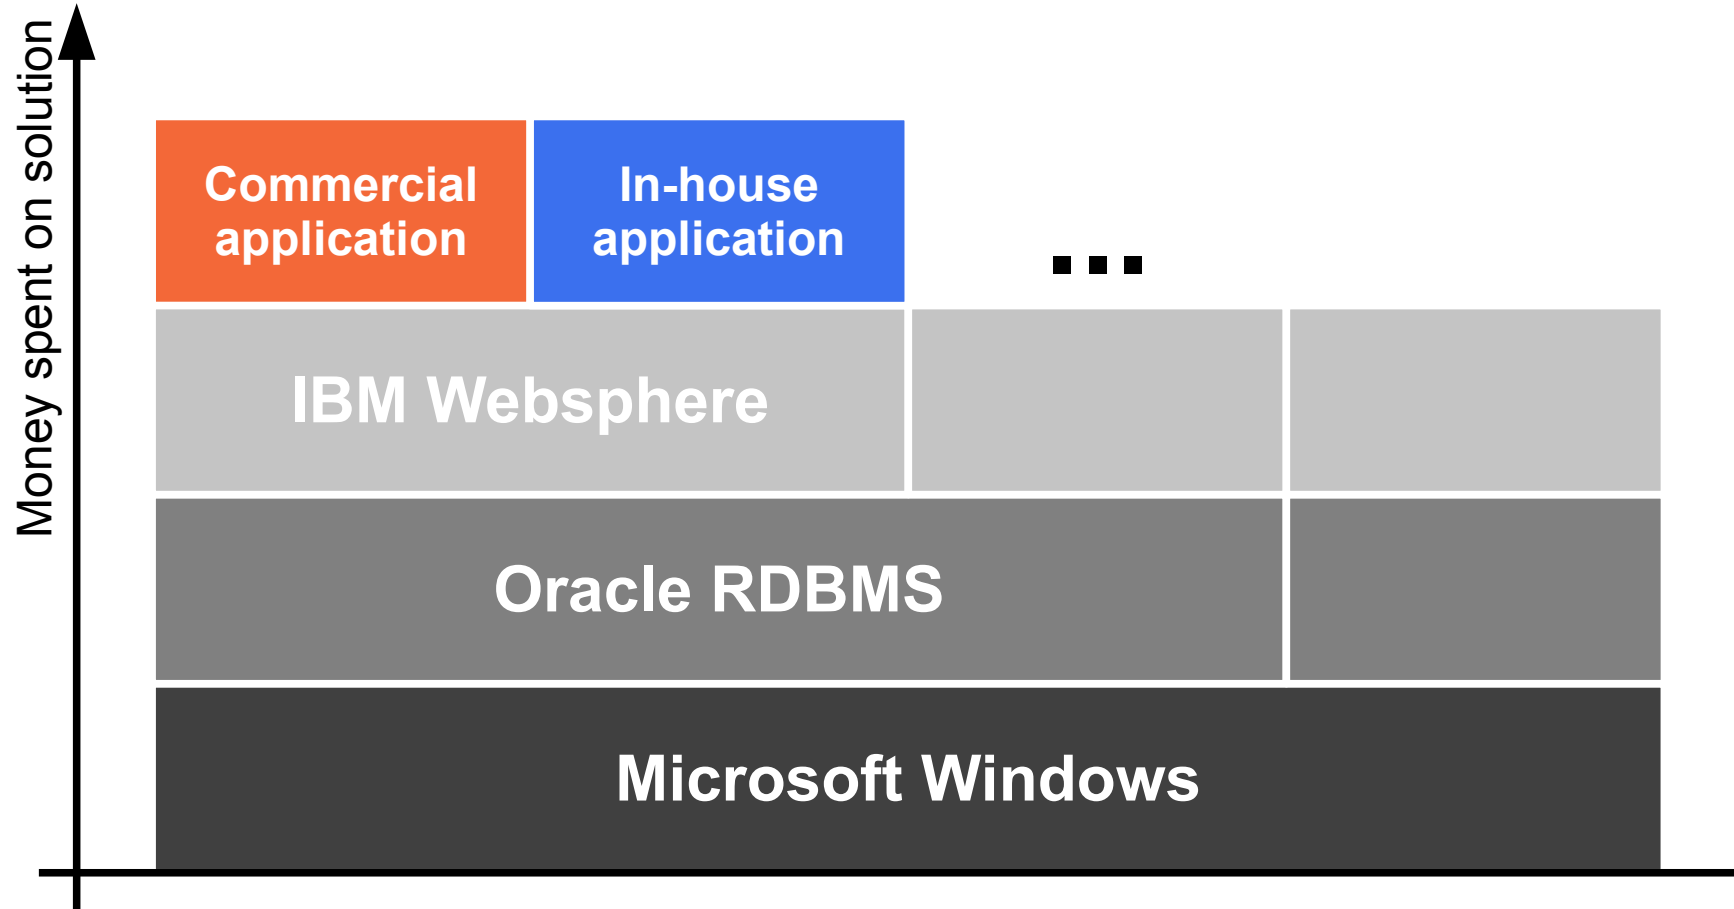 Money spent on solution
Commercial
application
In-house
application
...
IBM Websphere
Oracle RDBMS
Microsoft Windows